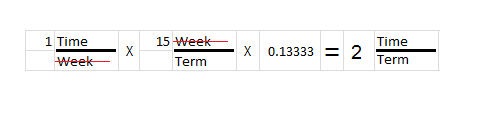 1 Time 15 Week Time
X X 0.13333 = 2
Week Term Term